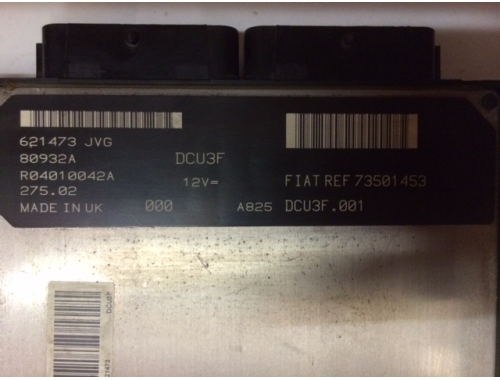 621473 JVG
80932A DCU3F
R04010042A 12V= FIAT REF 73501453
275.02
MADE IN UK 000 A825 DCU3F.001